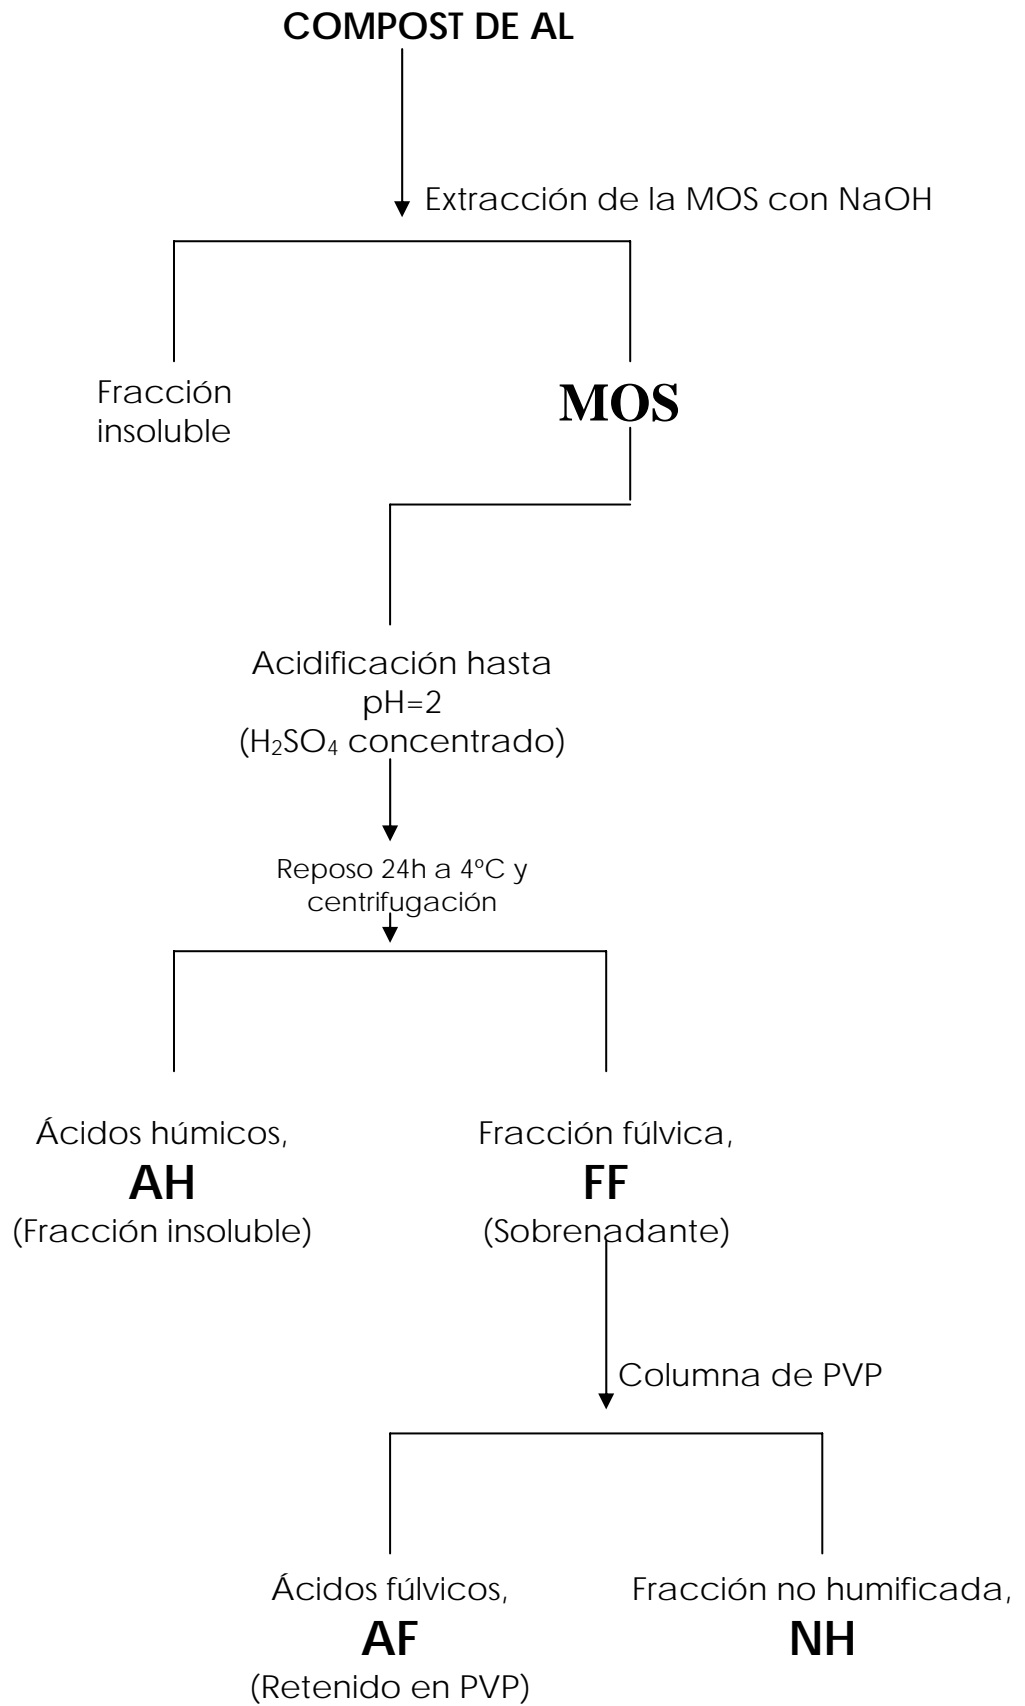 COMPOST DE AL
Extracción de la MOS con NaOH
Fracción
insoluble
MOS
Acidificación hasta
pH=2
(H₂SO₄ concentrado)
Reposo 24h a 4ºC y
centrifugación
Ácidos húmicos,
AH
(Fracción insoluble)
Fracción fúlvica,
FF
(Sobrenadante)
Columna de PVP
Ácidos fúlvicos,
AF
(Retenido en PVP)
Fracción no humificada,
NH